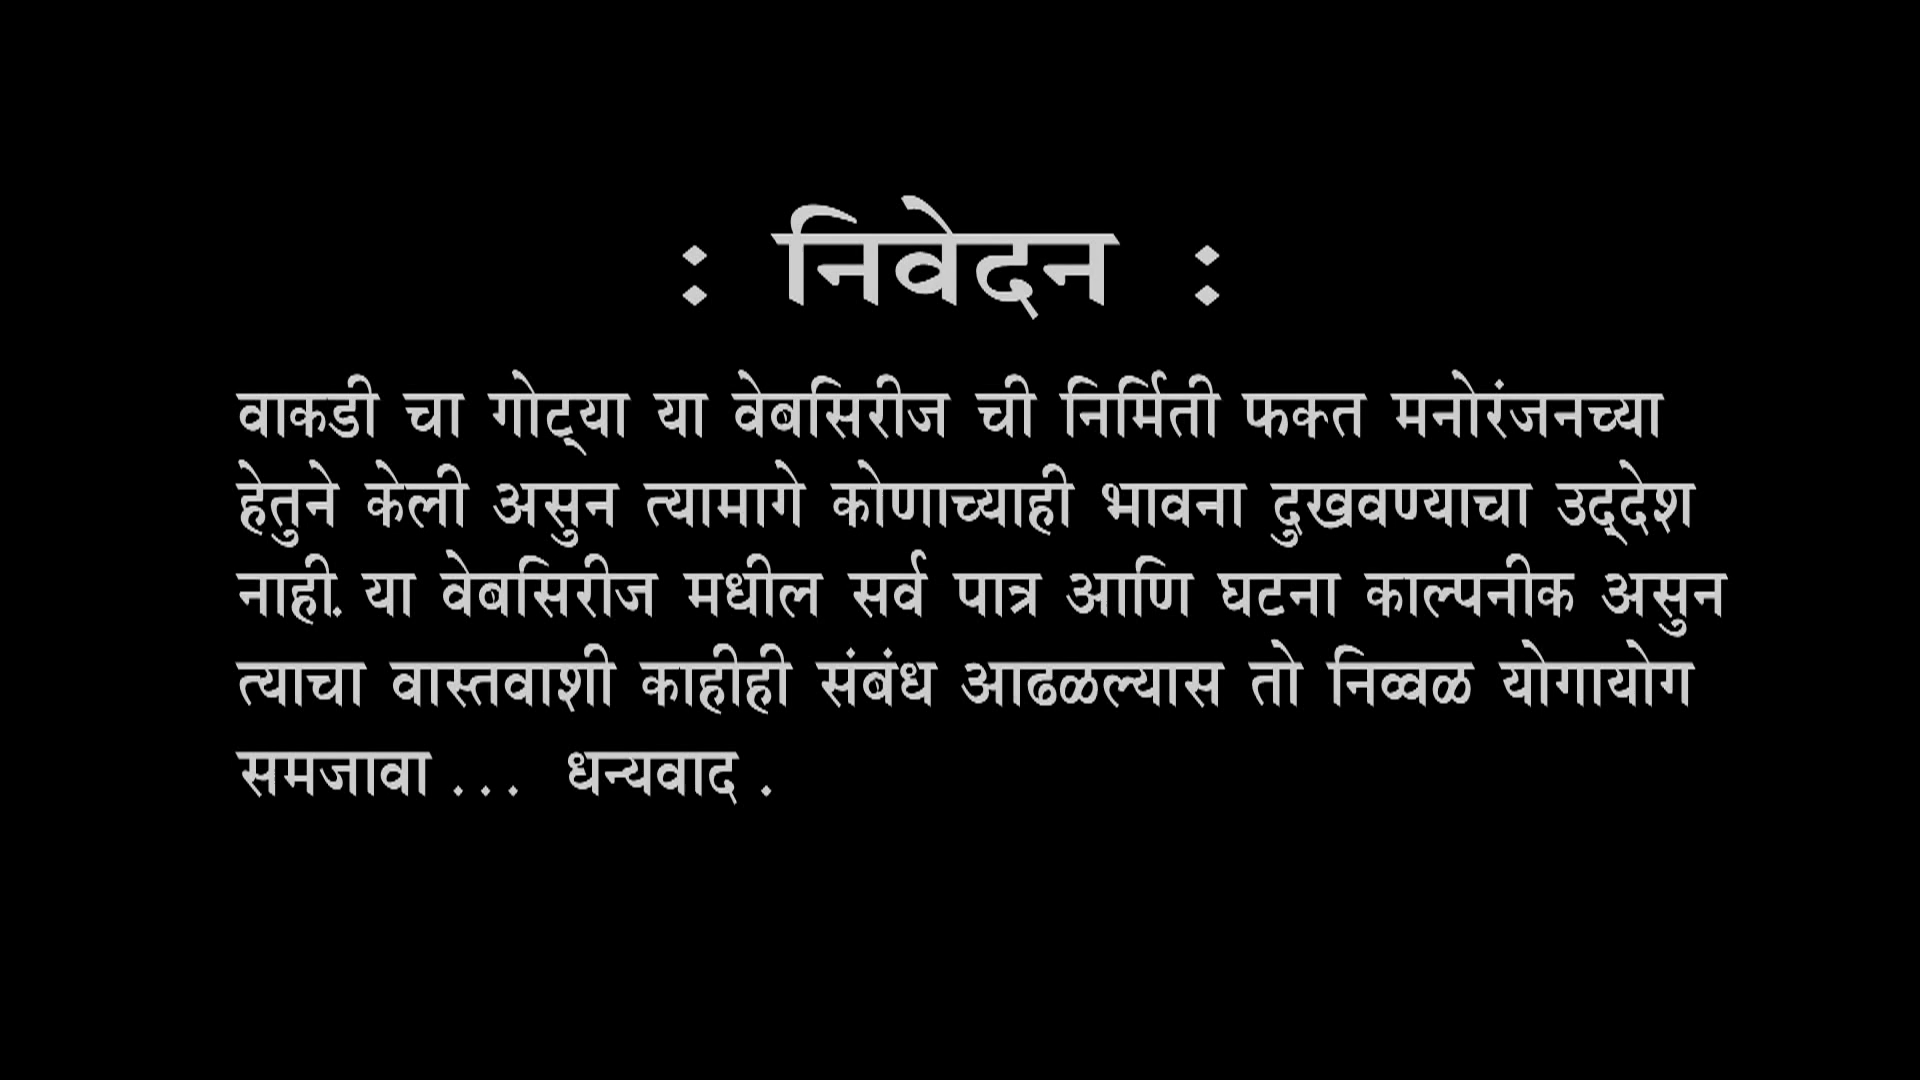 : निवेदन :
वाकडी चा गोट्या या वेबसिरीज ची निर्मिती फक्त मनोरंजनच्या
हेतुने केली असुन त्यामागे कोणाच्याही भावना दुखवण्याचा उद्देश
नाही. या वेबसिरीज मधील सर्व पात्र आणि घटना काल्पनीक असुन
त्याचा वास्तवाशी काहीही संबंध आढळल्यास तो निव्वळ योगायोग
समजावा ... धन्यवाद .